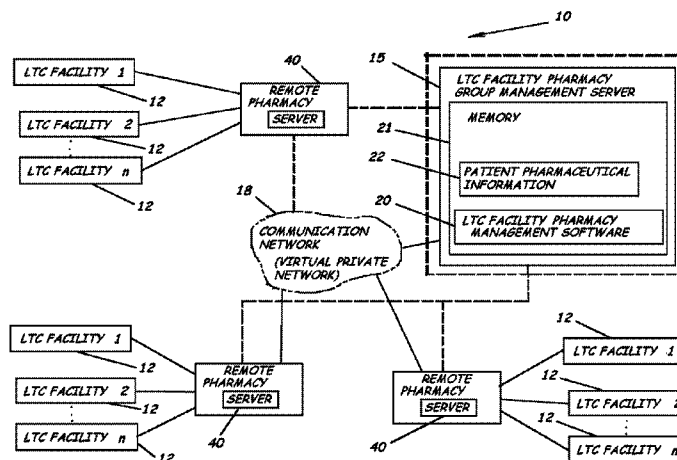 10
LTC FACILITY 1
12
LTC FACILITY 2
12
LTC FACILITY n
12
40
REMOTE
PHARMACY
SERVER
15
LTC FACILITY PHARMACY
GROUP MANAGEMENT SERVER
21
MEMORY
22
PATIENT PHARMACEUTICAL
INFORMATION
20
LTC FACILITY PHARMACY
MANAGEMENT SOFTWARE
18
COMMUNICATION
NETWORK
(VIRTUAL PRIVATE
NETWORK)
LTC FACILITY 1
12
LTC FACILITY 2
12
LTC FACILITY n
12
REMOTE
PHARMACY
SERVER
40
REMOTE
PHARMACY
SERVER
40
12
LTC FACILITY 1
12
LTC FACILITY 2
12
LTC FACILITY n